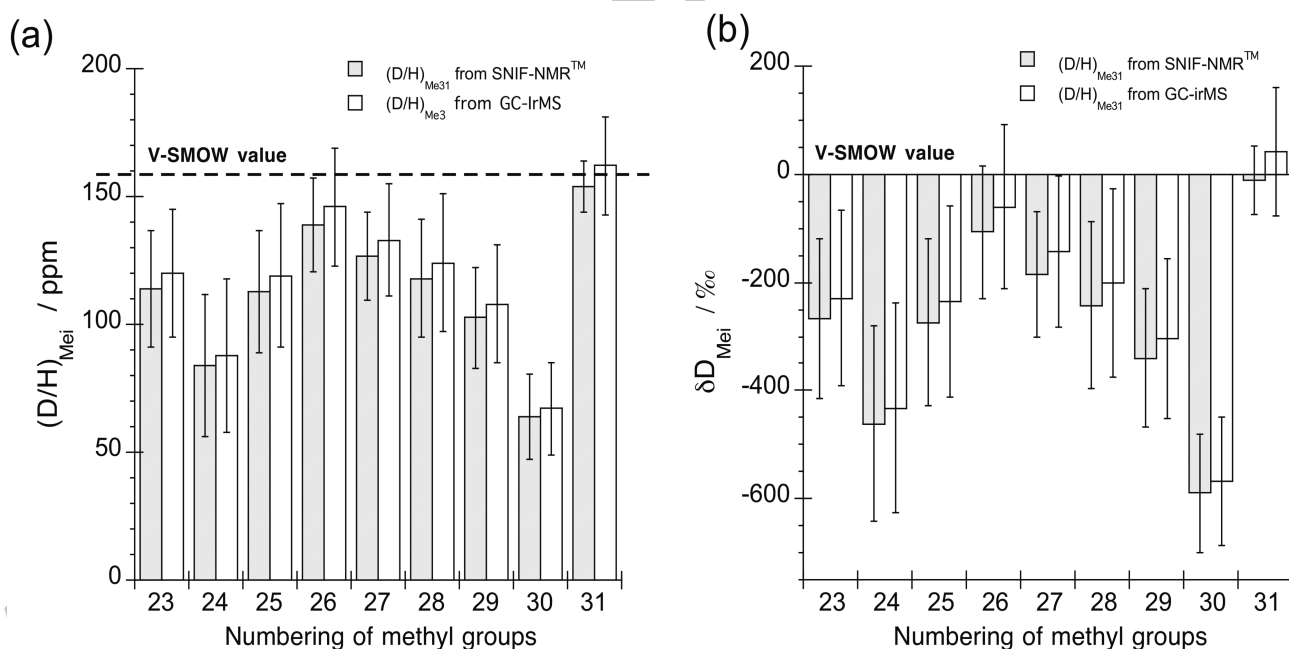 (a)
(D/H)Me31 from SNIF-NMR™
(D/H)Me3 from GC-IrMS
V-SMOW value
200
150
100
50
0
(D/H)Mei / ppm
23 24 25 26 27 28 29 30 31
Numbering of methyl groups
(b)
(D/H)Me31 from SNIF-NMR™
(D/H)Me31 from GC-irMS
V-SMOW value
200
0
-200
-400
-600
δDMei / ‰
23 24 25 26 27 28 29 30 31
Numbering of methyl groups